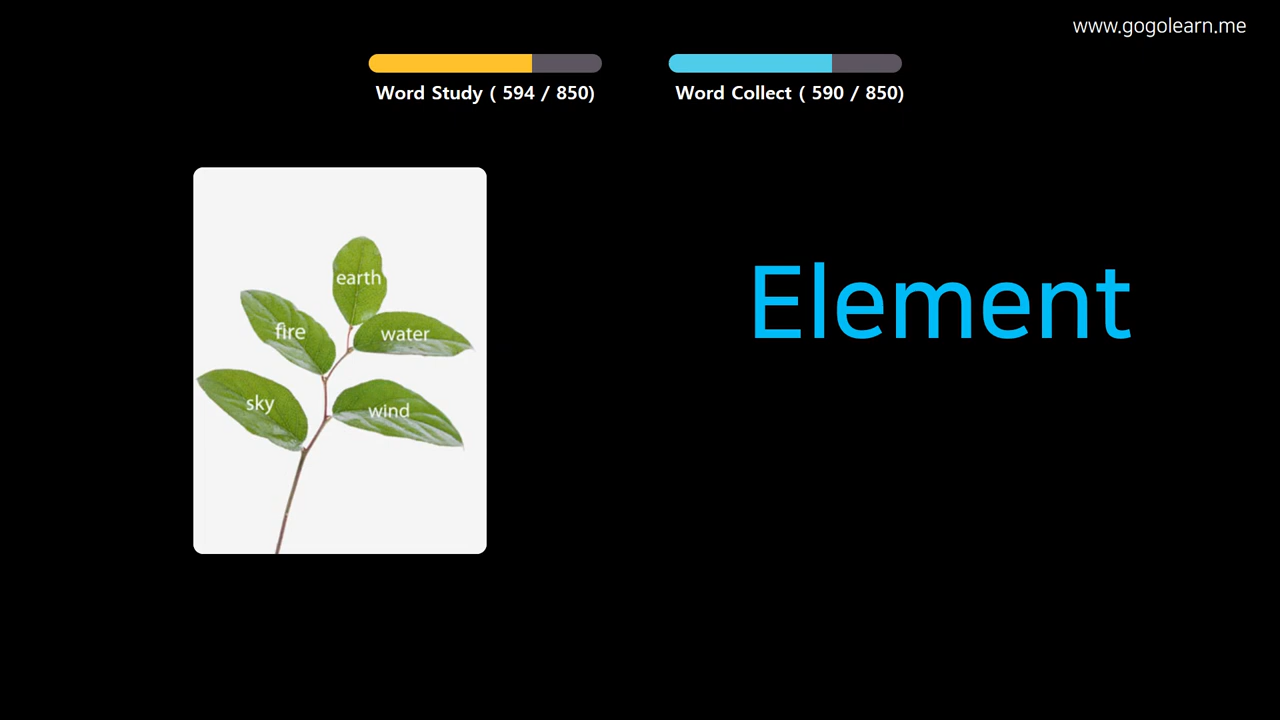 www.gogolearn.me
Word Study ( 594 / 850)
Word Collect ( 590 / 850)
earth
fire
water
sky
wind
Element